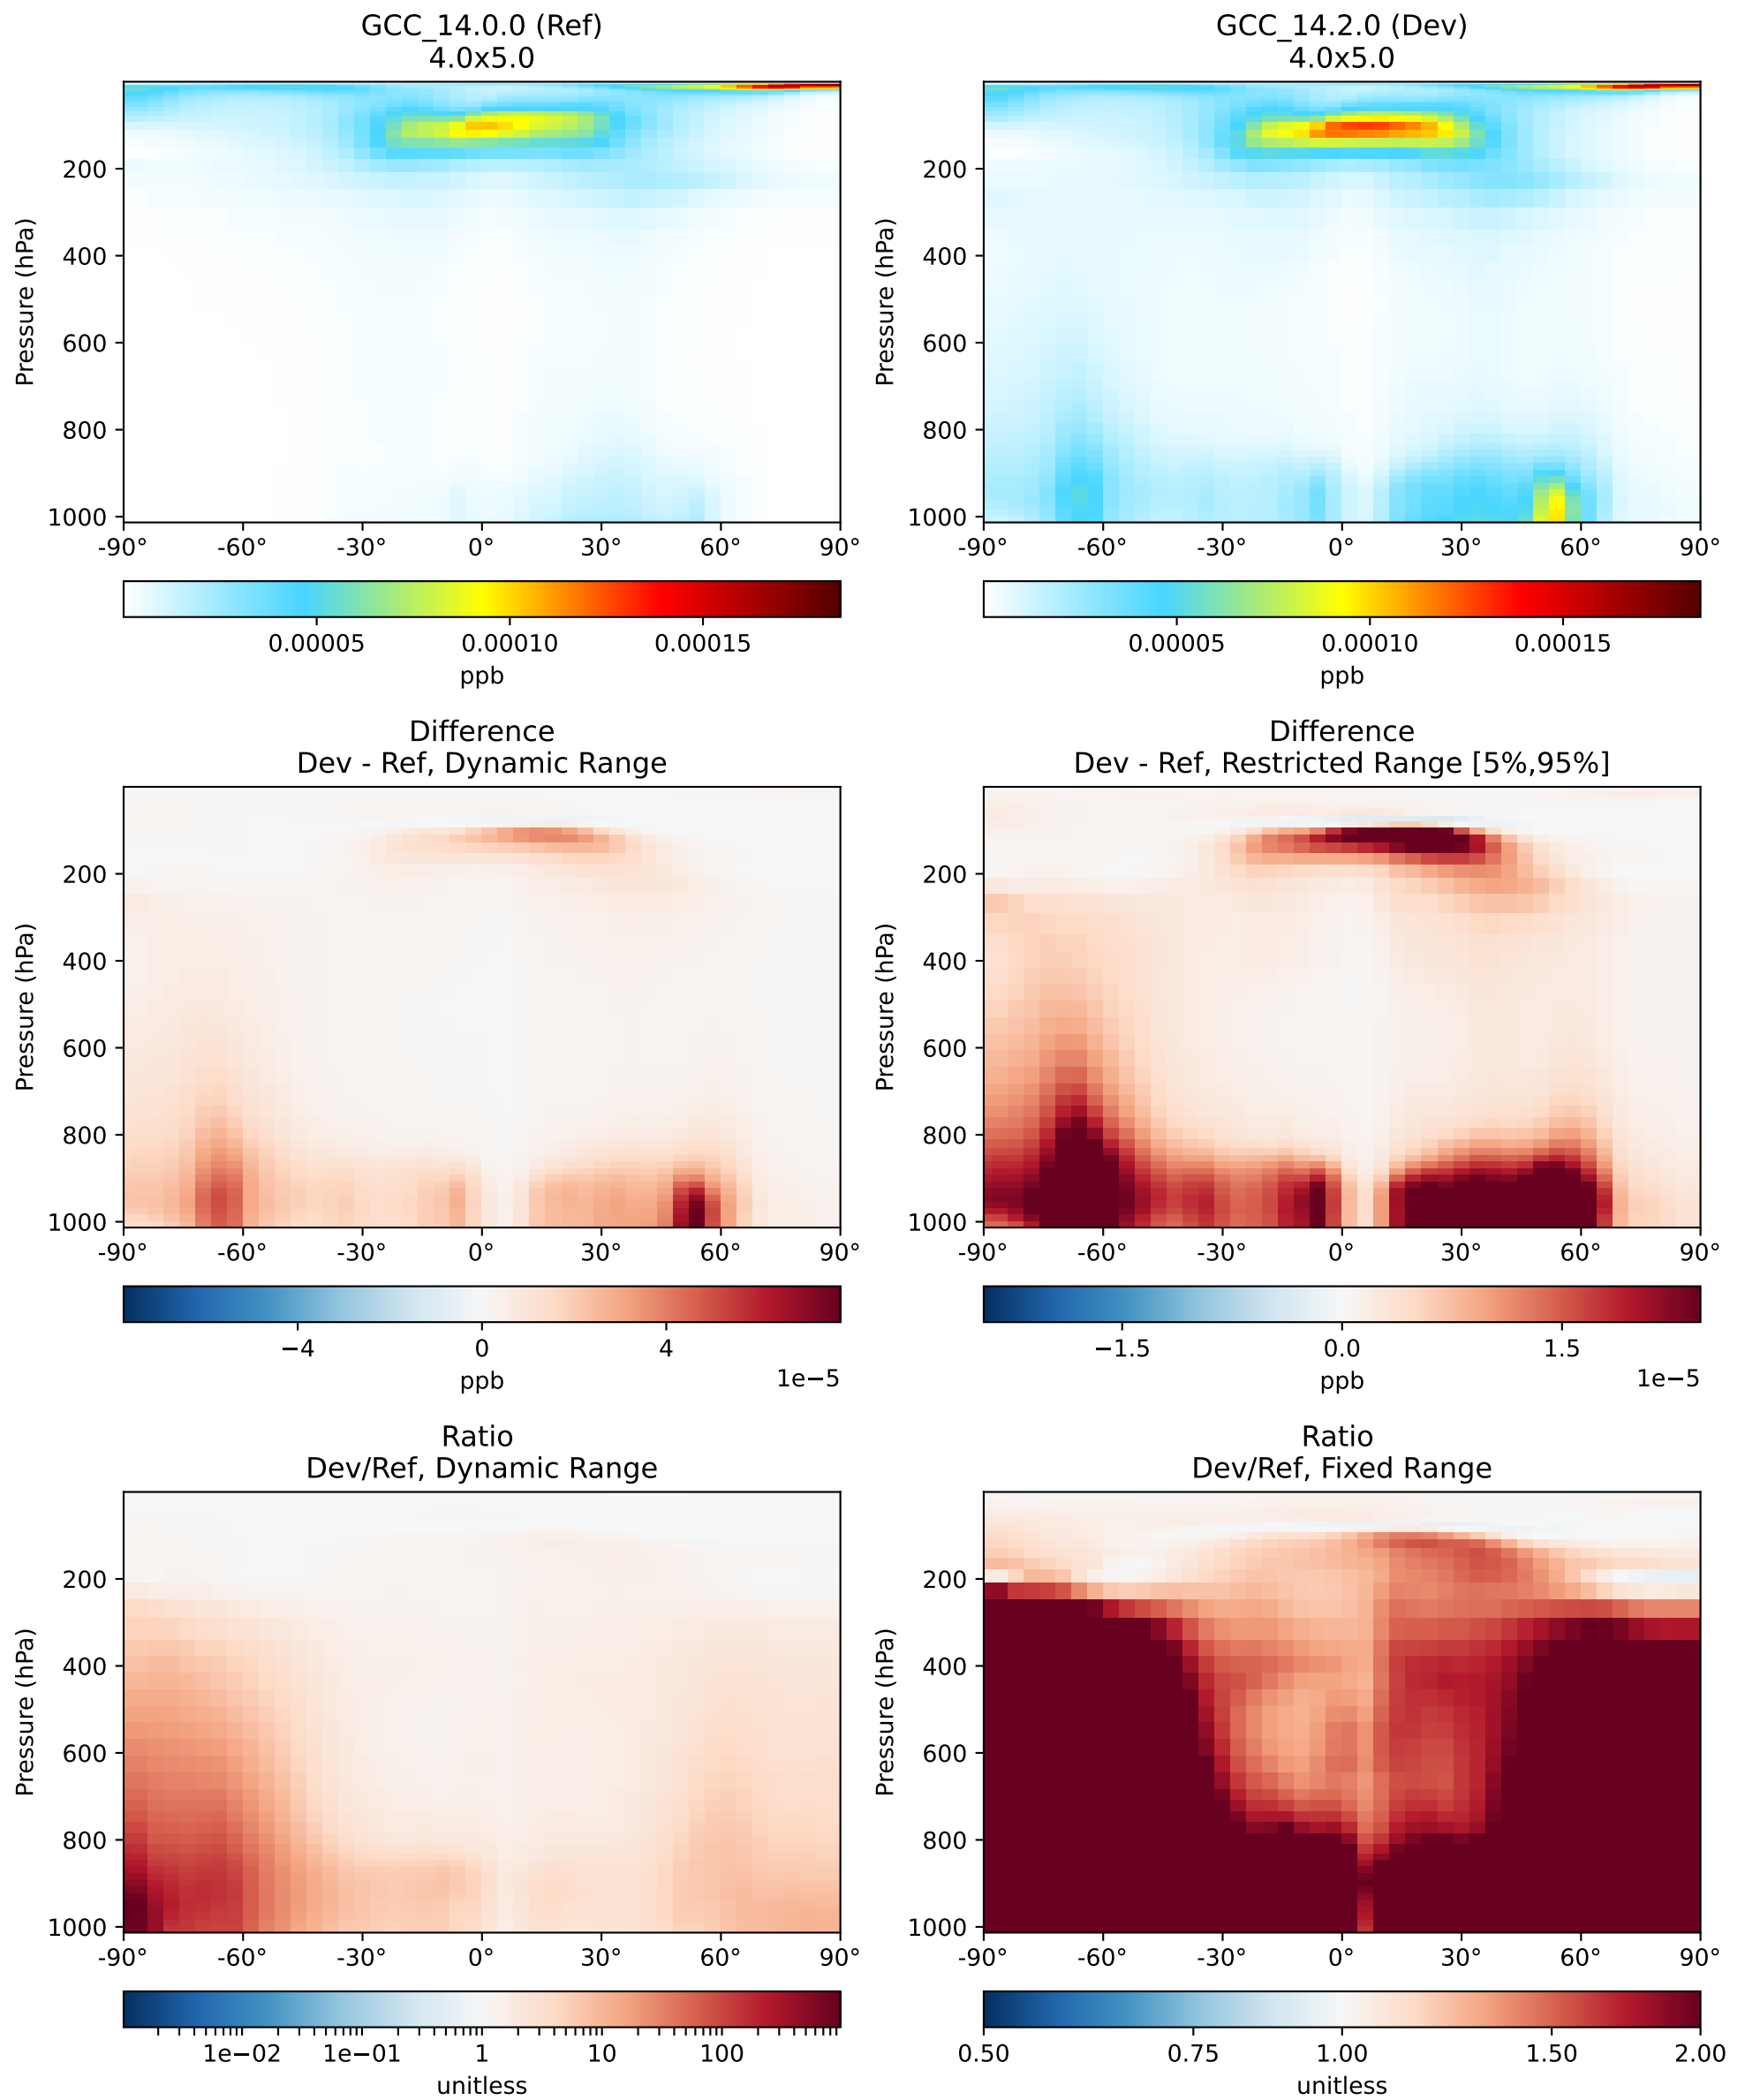 GCC_14.0.0 (Ref)
4.0x5.0
Pressure (hPa)
200
400
600
800
1000
-90° -60° -30° 0° 30° 60° 90°
0.00005 0.00010 0.00015
ppb
GCC_14.2.0 (Dev)
4.0x5.0
Pressure (hPa)
200
400
600
800
1000
-90° -60° -30° 0° 30° 60° 90°
0.00005 0.00010 0.00015
ppb
Difference
Dev - Ref, Dynamic Range
Pressure (hPa)
200
400
600
800
1000
-90° -60° -30° 0° 30° 60° 90°
−4 0 4
ppb
1e−5
Difference
Dev - Ref, Restricted Range [5%,95%]
Pressure (hPa)
200
400
600
800
1000
-90° -60° -30° 0° 30° 60° 90°
−1.5 0.0 1.5
ppb
1e−5
Ratio
Dev/Ref, Dynamic Range
Pressure (hPa)
200
400
600
800
1000
-90° -60° -30° 0° 30° 60° 90°
1e−02 1e−01 1 10 100
unitless
Ratio
Dev/Ref, Fixed Range
Pressure (hPa)
200
400
600
800
1000
-90° -60° -30° 0° 30° 60° 90°
0.50 0.75 1.00 1.50 2.00
unitless